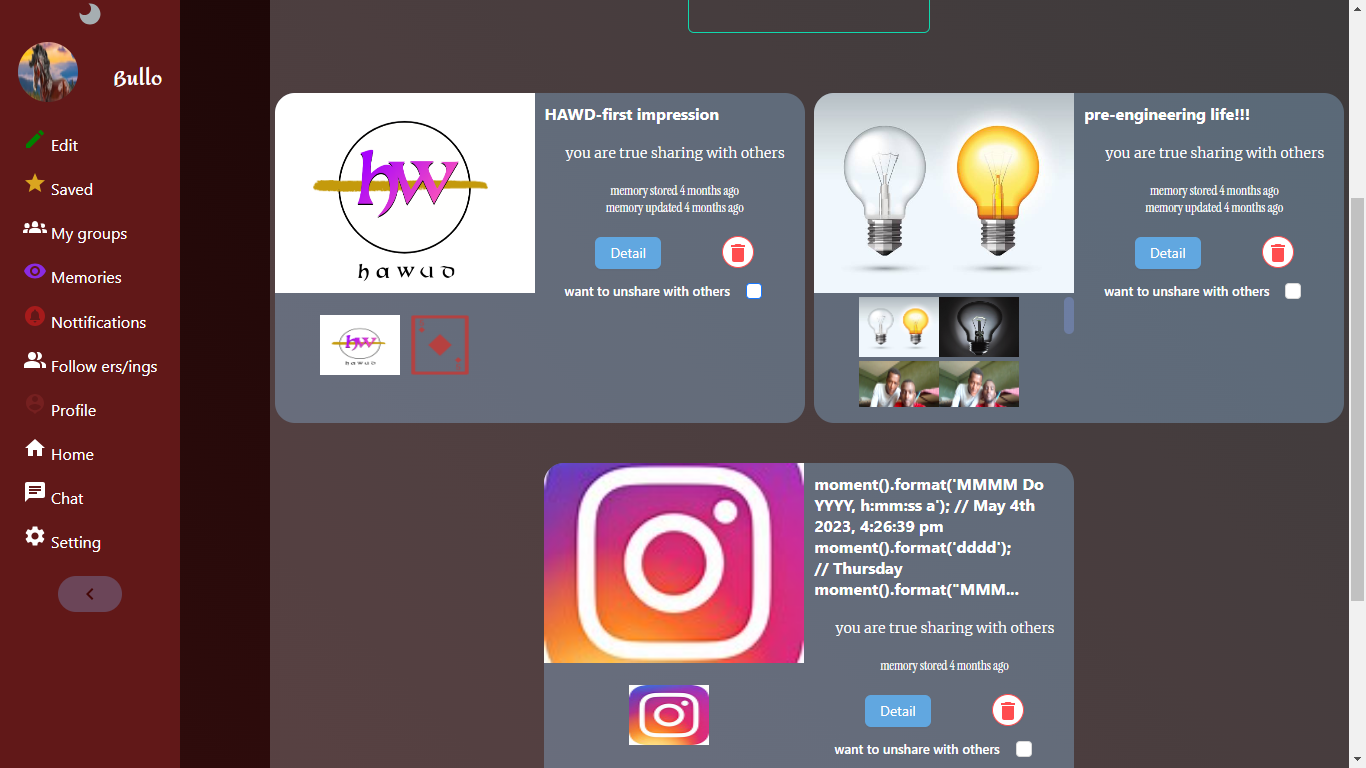 Bullo
Edit
Saved
My groups
Memories
Nottifications
Follow ers/ings
Profile
Home
Chat
Setting
hw
hawud
HAWD-first impression
you are true sharing with others
memory stored 4 months ago
memory updated 4 months ago
Detail
want to unshare with others
hw
hawud
pre-engineering life!!!
you are true sharing with others
memory stored 4 months ago
memory updated 4 months ago
Detail
want to unshare with others
moment().format('MMMM Do
YYYY, h:mm:ss a'); // May 4th
2023, 4:26:39 pm
moment().format('dddd');
// Thursday
moment().format("MMM...
you are true sharing with others
memory stored 4 months ago
Detail
want to unshare with others